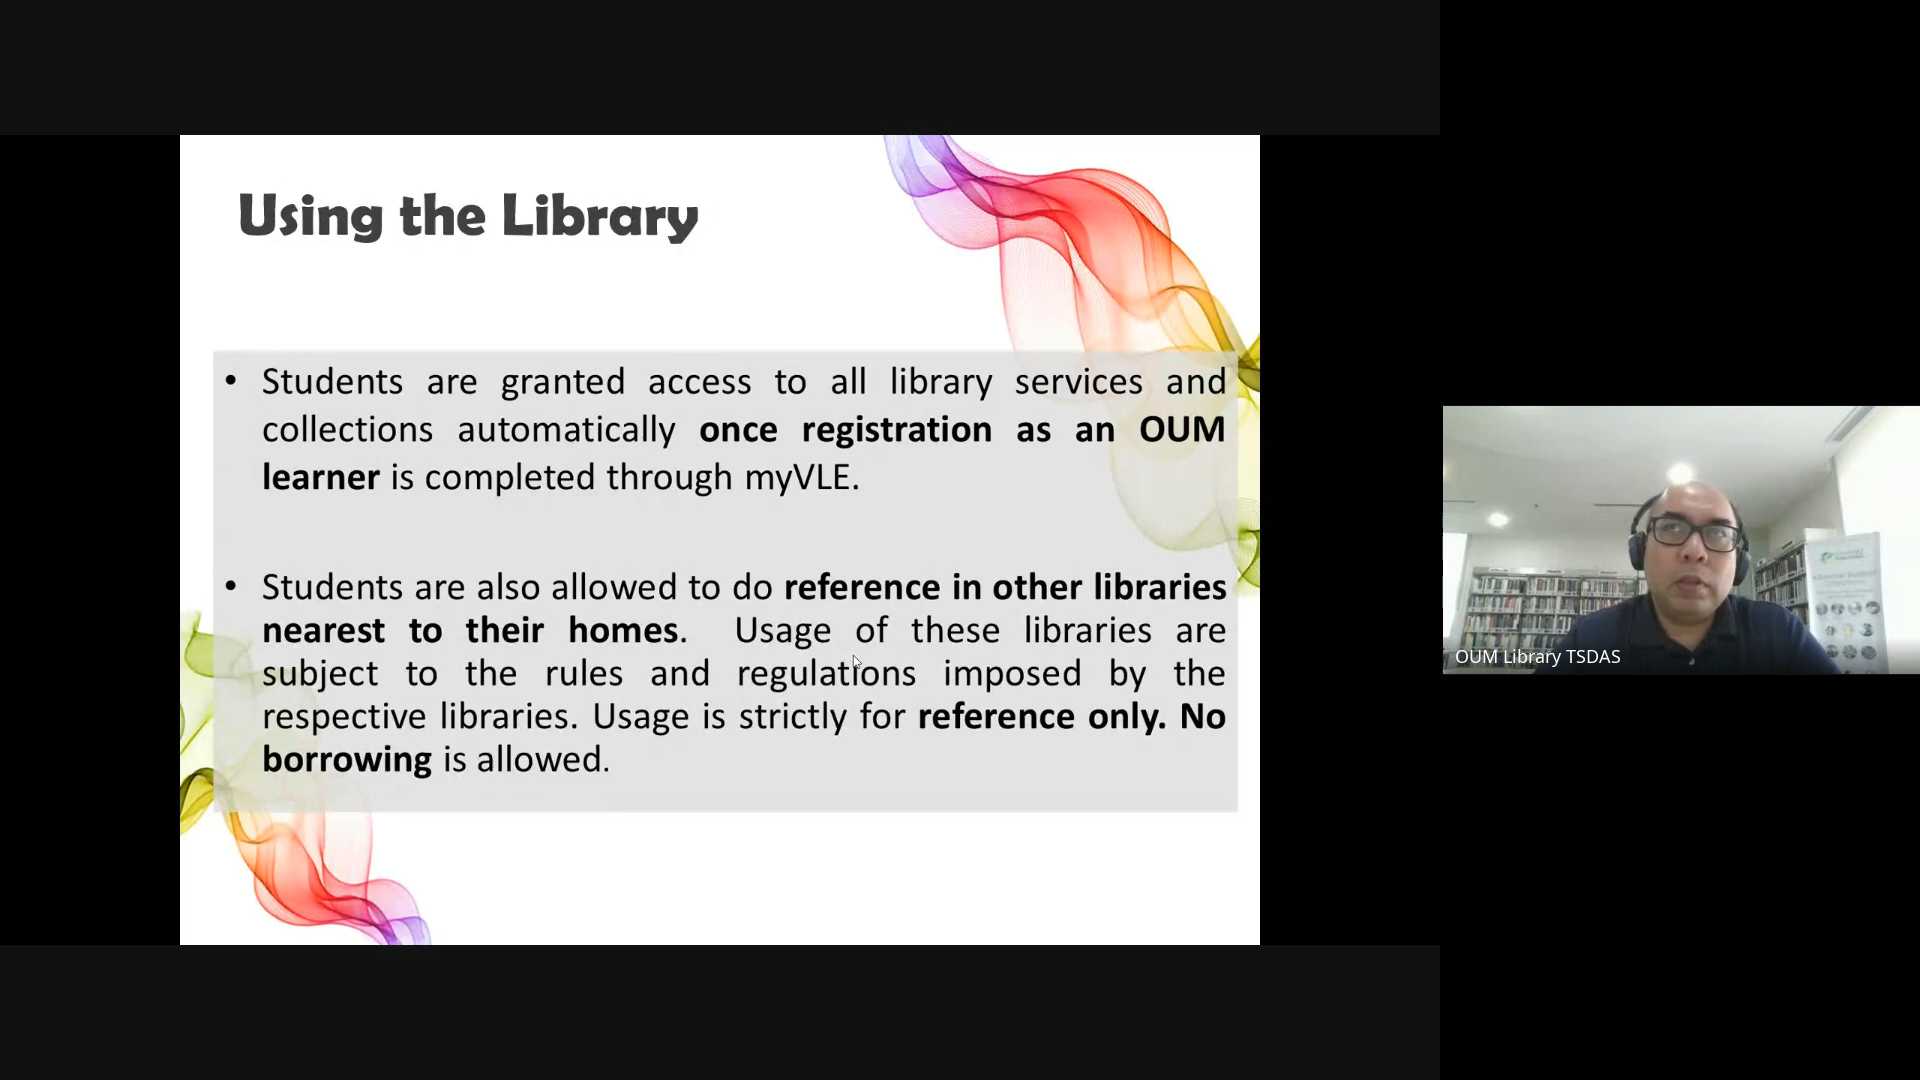 Using the Library
• Students are granted access to all library services and
collections automatically once registration as an OUM
learner is completed through myVLE.
• Students are also allowed to do reference in other libraries
nearest to their homes. Usage of these libraries are
subject to the rules and regulations imposed by the
respective libraries. Usage is strictly for reference only. No
borrowing is allowed.
OUM Library TSDAS